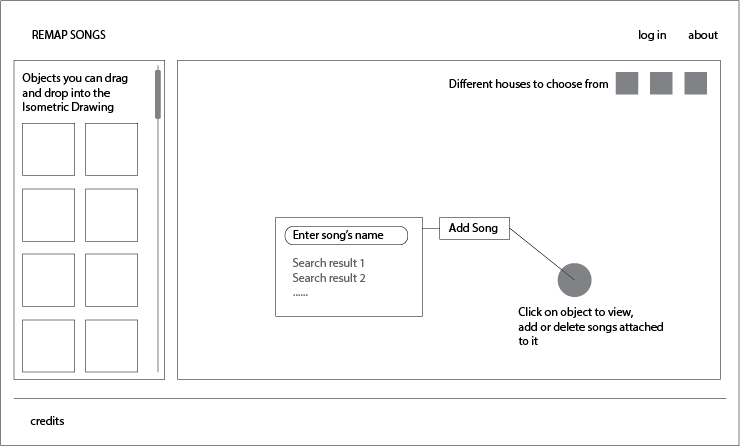 REMAP SONGS
log in
about
Objects you can drag
and drop into the
Isometric Drawing
Different houses to choose from
Enter song's name
Search result 1
Search result 2
......
Add Song
Click on object to view,
add or delete songs attached
to it
credits